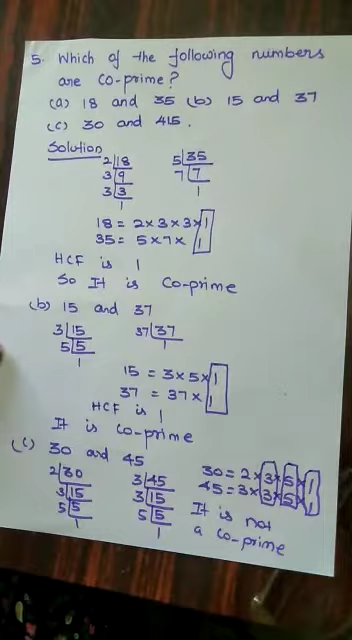 5. Which of the following numbers
are co-prime?
(a) 18 and 35 (b) 15 and 37
(c) 30 and 415.
Solution
2 18
3 9
3 3
1
5 35
7 7
1
18 = 2×3×3×1
35 = 5×7×1
HCF is 1
So It is Co-prime
(b) 15 and 37
3 15
5 5
1
37 37
1
15 = 3×5×1
37 = 37×1
HCF is 1
It is Co-prime
(c) 30 and 45
2 30
3 15
5 5
1
3 45
3 15
5 5
1
30 = 2×3×5×1
45 = 3×3×5×1
It is not
a co-prime